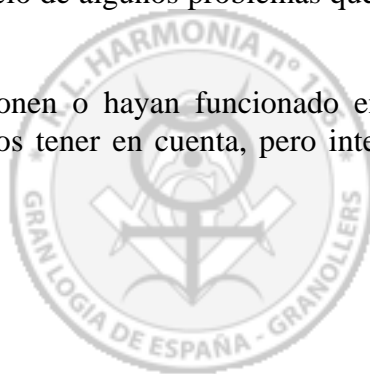 de algunos problemas que
onen o hayan funcionado e
os tener en cuenta, pero inte
R. L. HARMONIA nº
GRAN LOGIA DE ESPAÑA - GRANOLLERS